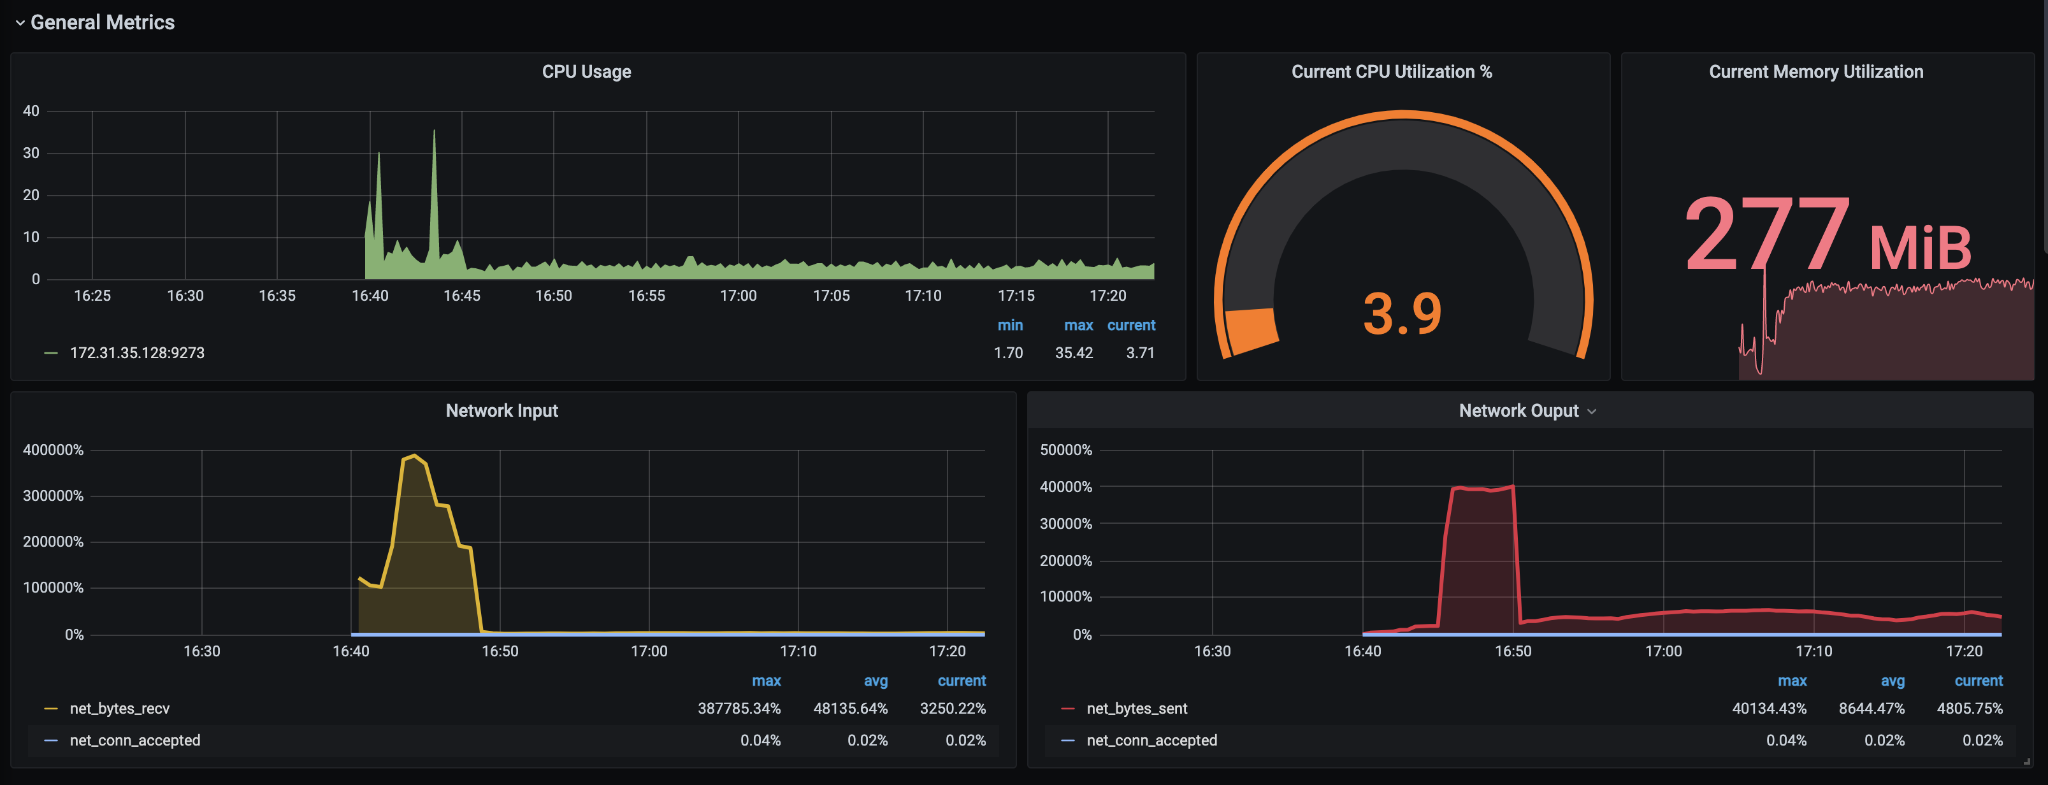 General Metrics
CPU Usage
40
30
20
10
0
16:25 16:30 16:35 16:40 16:45 16:50 16:55 17:00 17:05 17:10 17:15 17:20
min max current
172.31.35.128:9273 1.70 35.42 3.71
Current CPU Utilization %
3.9
Current Memory Utilization
277 MiB
Network Input
400000%
300000%
200000%
100000%
0%
16:30 16:40 16:50 17:00 17:10 17:20
max avg current
net_bytes_recv 387785.34% 48135.64% 3250.22%
net_conn_accepted 0.04% 0.02% 0.02%
Network Ouput
50000%
40000%
30000%
20000%
10000%
0%
16:30 16:40 16:50 17:00 17:10 17:20
max avg current
net_bytes_sent 40134.43% 8644.47% 4805.75%
net_conn_accepted 0.04% 0.02% 0.02%